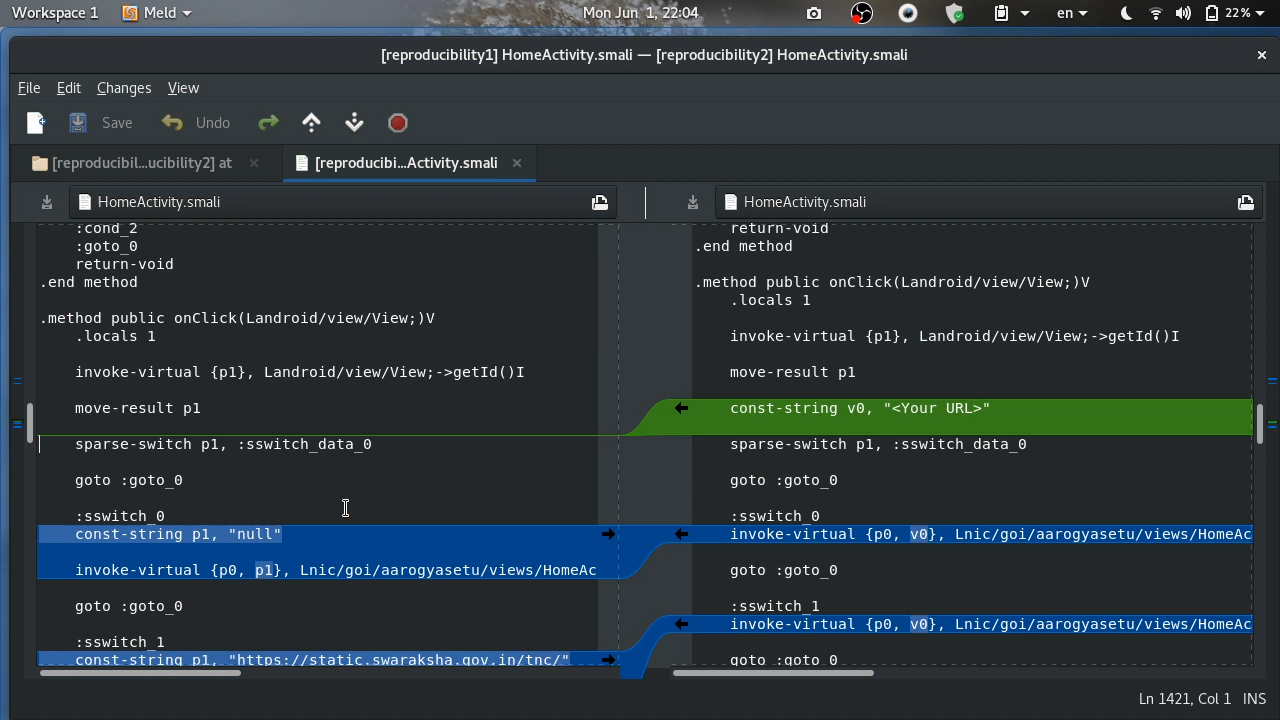 Workspace 1 Meld Mon Jun 1, 22:04 en 22%
[reproducibility1] HomeActivity.smali — [reproducibility2] HomeActivity.smali
File Edit Changes View
Save Undo
[reproducibil...ucibility2] at [reproducibi...Activity.smali
HomeActivity.smali
:cond_2
:goto_0
return-void
.end method
.method public onClick(Landroid/view/View;)V
.locals 1
invoke-virtual {p1}, Landroid/view/View;->getId()I
move-result p1
sparse-switch p1, :sswitch_data_0
goto :goto_0
:sswitch_0
const-string p1, "null"
invoke-virtual {p0, p1}, Lnic/goi/aarogyasetu/views/HomeAc
goto :goto_0
:sswitch_1
const-string p1, "https://static.swaraksha.gov.in/tnc/"
HomeActivity.smali
return-void
.end method
.method public onClick(Landroid/view/View;)V
.locals 1
invoke-virtual {p1}, Landroid/view/View;->getId()I
move-result p1
const-string v0, "<Your URL>"
sparse-switch p1, :sswitch_data_0
goto :goto_0
:sswitch_0
invoke-virtual {p0, v0}, Lnic/goi/aarogyasetu/views/HomeAc
goto :goto_0
:sswitch_1
invoke-virtual {p0, v0}, Lnic/goi/aarogyasetu/views/HomeAc
goto :goto_0
Ln 1421, Col 1 INS